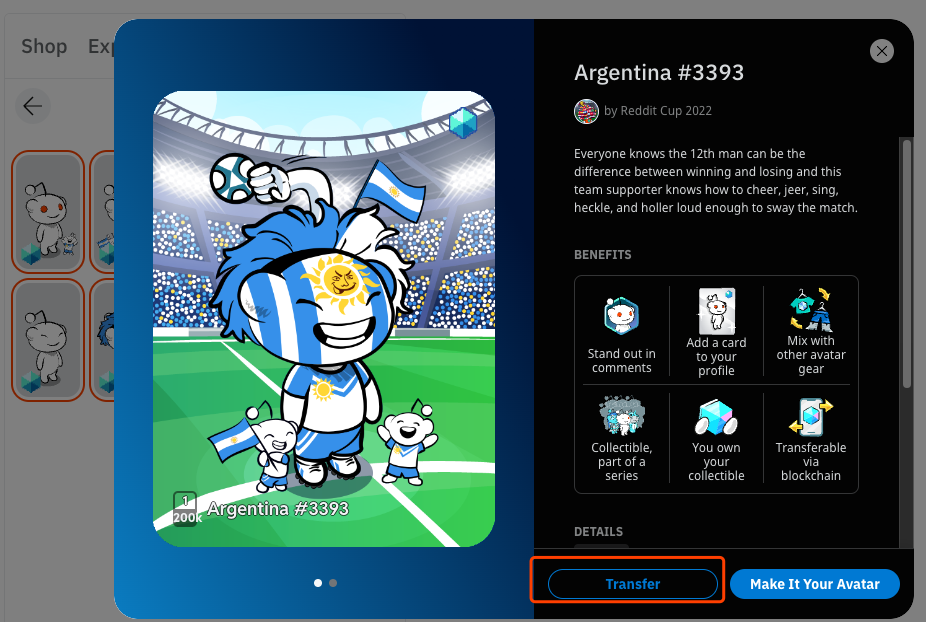 Shop
Argentina #3393
by Reddit Cup 2022
Everyone knows the 12th man can be the
difference between winning and losing and this
team supporter knows how to cheer, jeer, sing,
heckle, and holler loud enough to sway the match.
BENEFITS
Stand out in
comments
Add a card
to your
profile
Mix with
other avatar
gear
Collectible,
part of a
series
You own
your
collectible
Transferable
via
blockchain
DETAILS
1
200k
Argentina #3393
Transfer
Make It Your Avatar